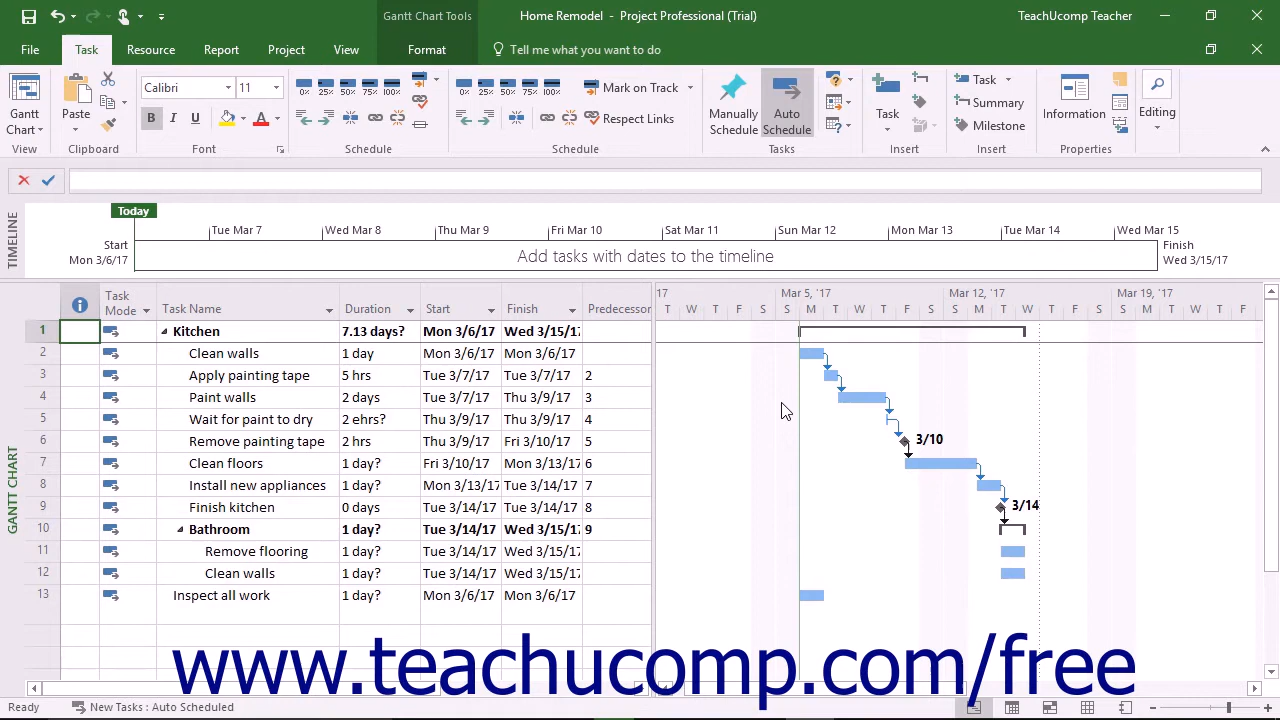 Gantt Chart Tools
Home Remodel - Project Professional (Trial)
TeachUcomp Teacher
File Task Resource Report Project View Format Tell me what you want to do
Gantt Chart
View
Paste
Clipboard
Calibri 11
B I U A
Font
0% 25% 50% 75% 100%
Schedule
0% 25% 50% 75% 100% Mark on Track
Respect Links
Schedule
Manually Schedule
Auto Schedule
Tasks
Task
Insert
Task
Summary
Milestone
Insert
Information
Properties
Editing
TIMELINE
Today
Tue Mar 7 Wed Mar 8 Thu Mar 9 Fri Mar 10 Sat Mar 11 Sun Mar 12 Mon Mar 13 Tue Mar 14 Wed Mar 15
Start
Mon 3/6/17
Add tasks with dates to the timeline
Finish
Wed 3/15/17
GANTT CHART
Task Mode Task Name Duration Start Finish Predecessor
17 Mar 5, '17 Mar 12, '17 Mar 19, '17
T W T F S S M T W T F S S M T W T F S S M T W T F
1 Kitchen 7.13 days? Mon 3/6/17 Wed 3/15/17
2 Clean walls 1 day Mon 3/6/17 Mon 3/6/17
3 Apply painting tape 5 hrs Tue 3/7/17 Tue 3/7/17 2
4 Paint walls 2 days Tue 3/7/17 Thu 3/9/17 3
5 Wait for paint to dry 2 ehrs? Thu 3/9/17 Thu 3/9/17 4
6 Remove painting tape 2 hrs Thu 3/9/17 Fri 3/10/17 5 3/10
7 Clean floors 1 day? Fri 3/10/17 Mon 3/13/17 6
8 Install new appliances 1 day? Mon 3/13/17 Tue 3/14/17 7
9 Finish kitchen 0 days Tue 3/14/17 Tue 3/14/17 8 3/14
10 Bathroom 1 day? Tue 3/14/17 Wed 3/15/17 9
11 Remove flooring 1 day? Tue 3/14/17 Wed 3/15/17
12 Clean walls 1 day? Tue 3/14/17 Wed 3/15/17
13 Inspect all work 1 day? Mon 3/6/17 Mon 3/6/17
www.teachucomp.com/free
Ready New Tasks : Auto Scheduled